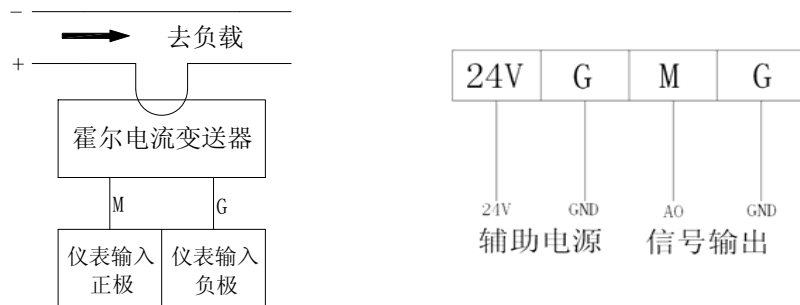 −
去负载
+
霍尔电流变送器
M
G
仪表输入
正极
仪表输入
负极
24V G M G
24V GND AO GND
辅助电源 信号输出